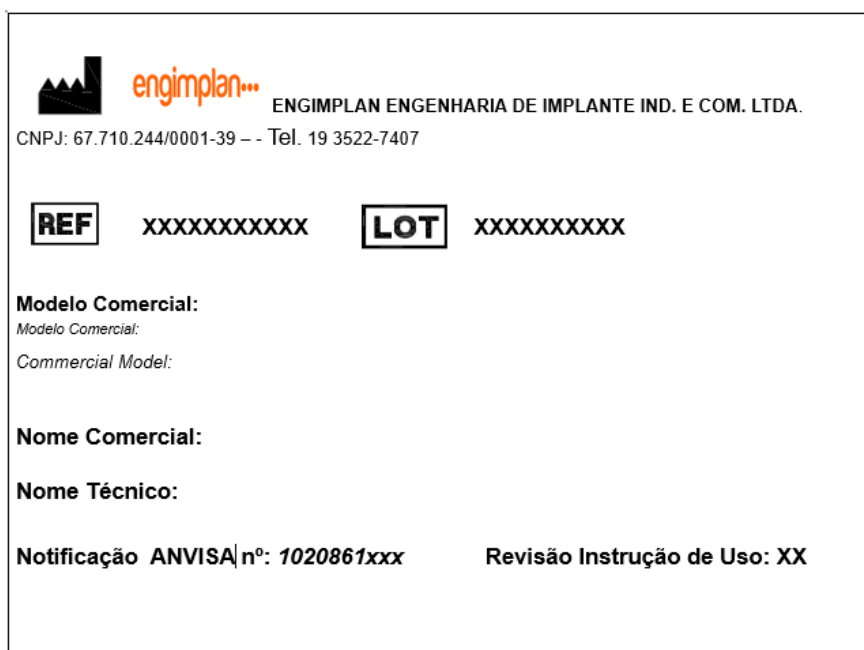 engimplan
ENGIMPLAN ENGENHARIA DE IMPLANTE IND. E COM. LTDA.
CNPJ: 67.710.244/0001-39 – - Tel. 19 3522-7407
REF XXXXXXXXXXX LOT XXXXXXXXXX
Modelo Comercial:
Modelo Comercial:
Commercial Model:
Nome Comercial:
Nome Técnico:
Notificação ANVISA nº: 1020861xxx Revisão Instrução de Uso: XX